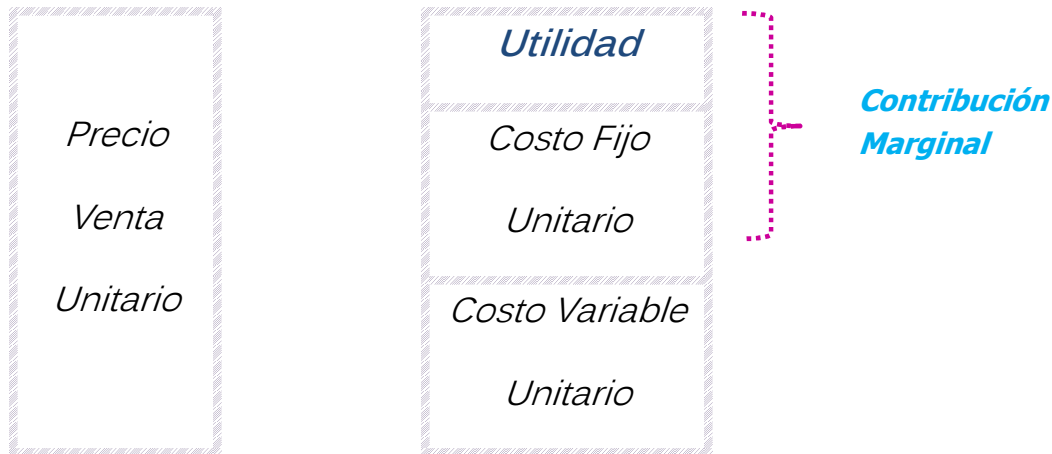 Precio
Venta
Unitario
Utilidad
Costo Fijo
Unitario
Costo Variable
Unitario
Contribución
Marginal